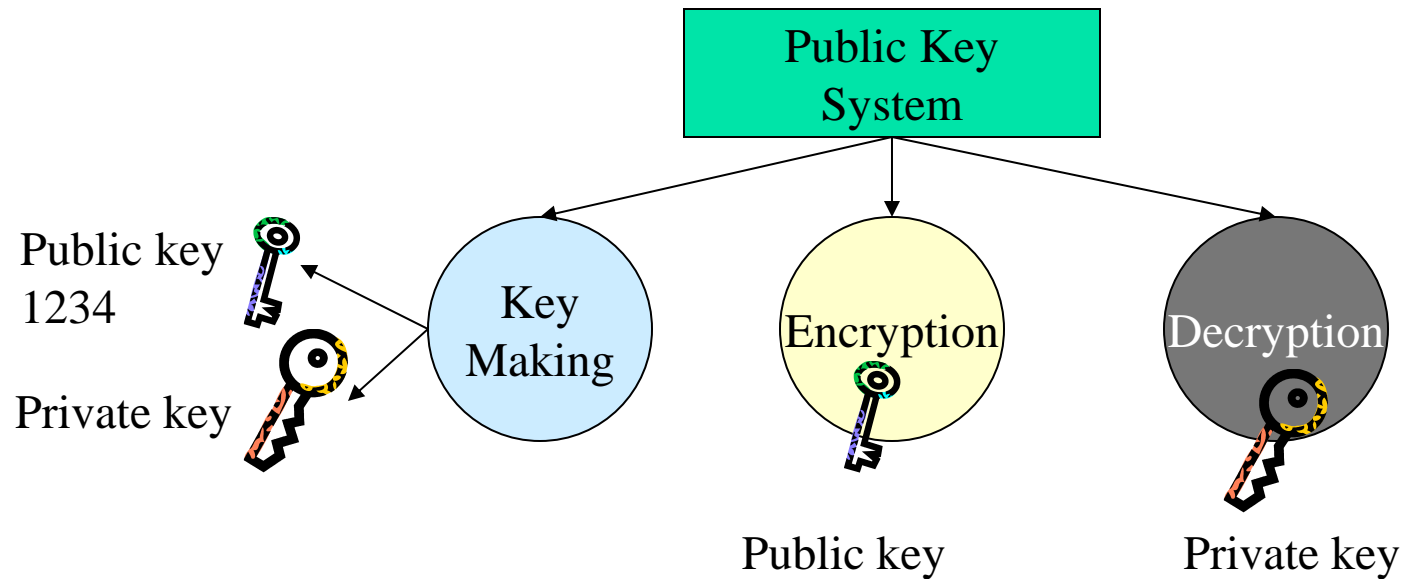 Public Key
System
Public key
1234
Private key
Key
Making
Encryption
Decryption
Public key
Private key